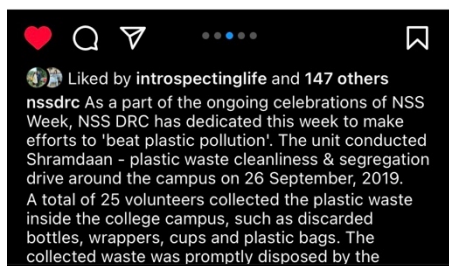 Liked by introspectinglife and 147 others
nssdrc As a part of the ongoing celebrations of NSS
Week, NSS DRC has dedicated this week to make
efforts to 'beat plastic pollution'. The unit conducted
Shramdaan - plastic waste cleanliness & segregation
drive around the campus on 26 September, 2019.
A total of 25 volunteers collected the plastic waste
inside the college campus, such as discarded
bottles, wrappers, cups and plastic bags. The
collected waste was promptly disposed by the